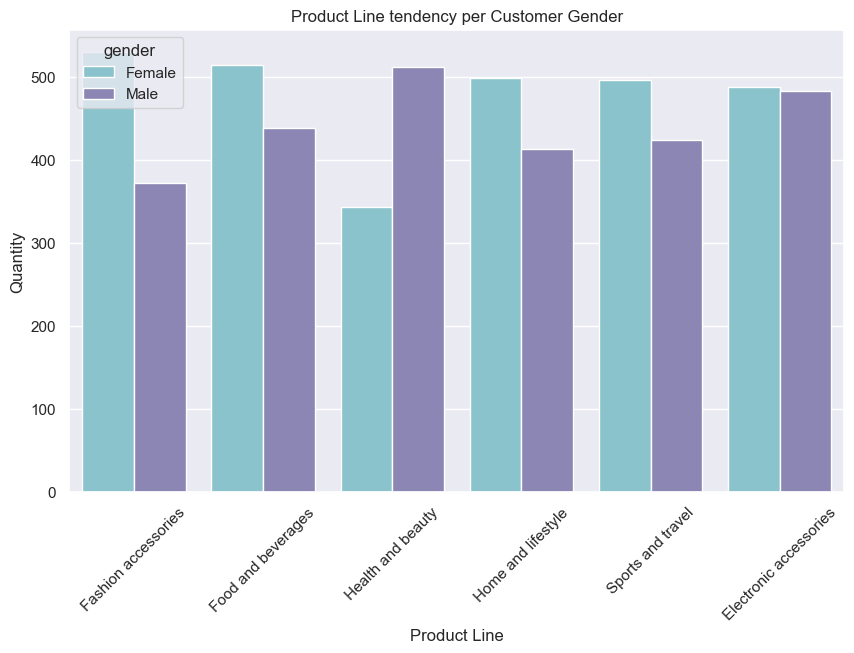 Product Line tendency per Customer Gender
gender
Female
Male
Quantity
500
400
300
200
100
0
Fashion accessories
Food and beverages
Health and beauty
Home and lifestyle
Sports and travel
Electronic accessories
Product Line